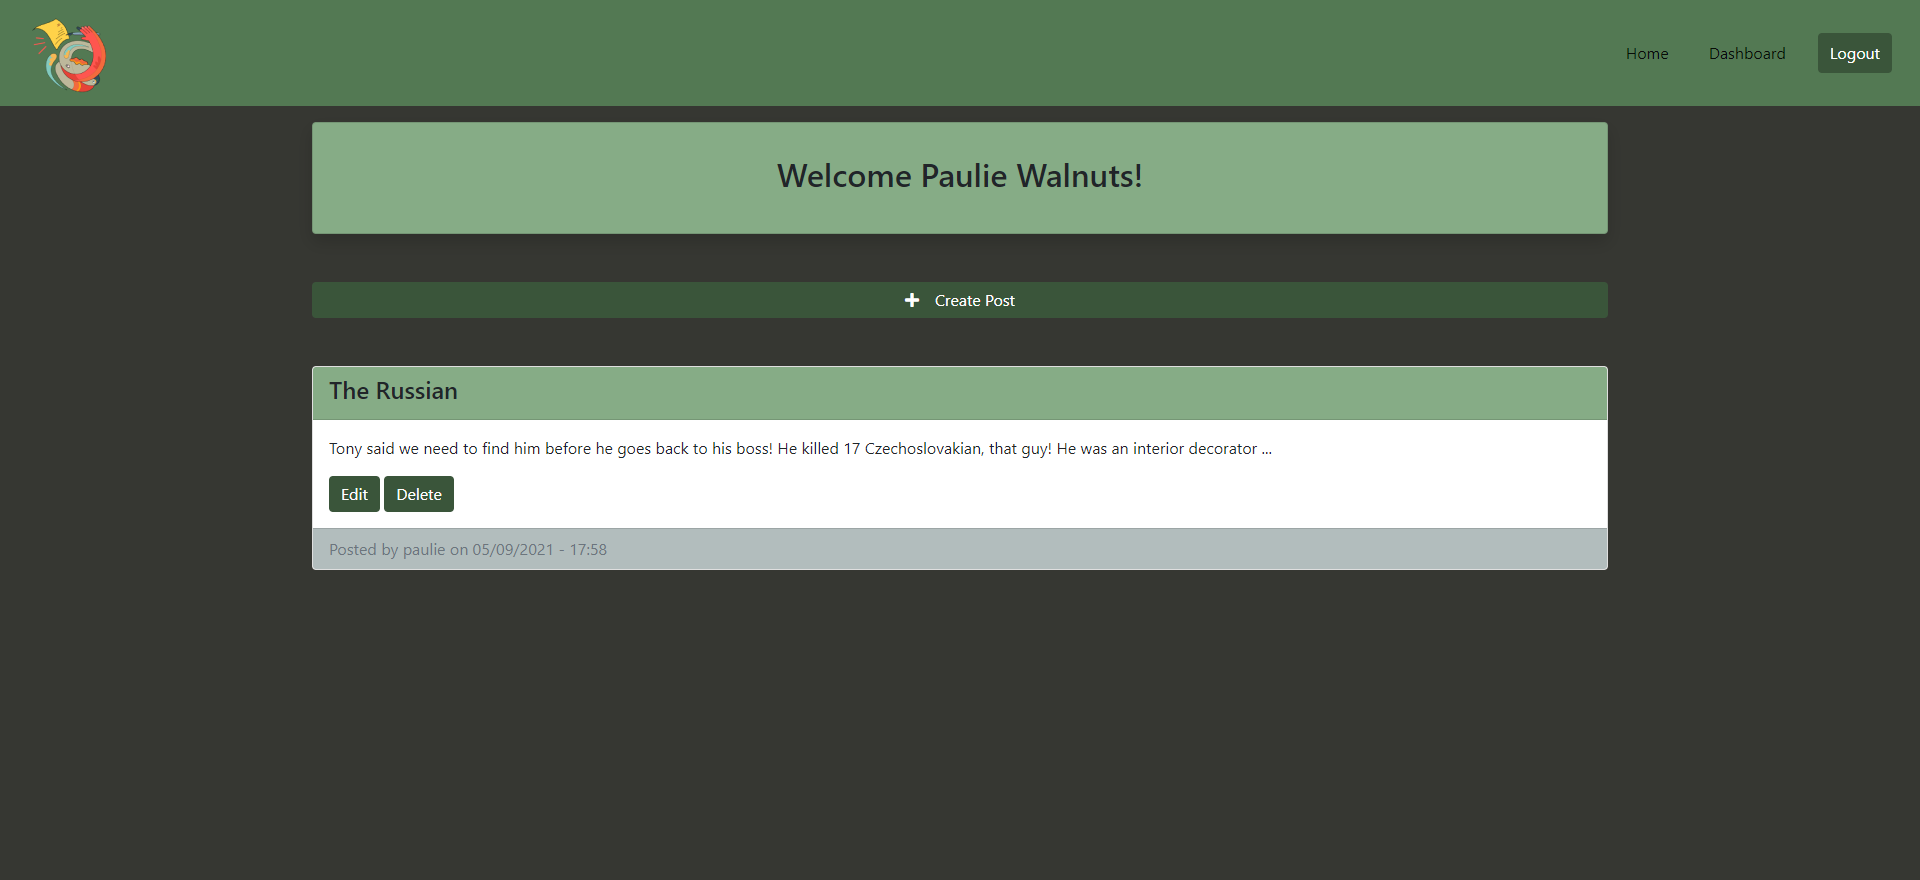 Home Dashboard Logout
Welcome Paulie Walnuts!
Create Post
The Russian
Tony said we need to find him before he goes back to his boss! He killed 17 Czechoslovakian, that guy! He was an interior decorator ...
Edit Delete
Posted by paulie on 05/09/2021 - 17:58